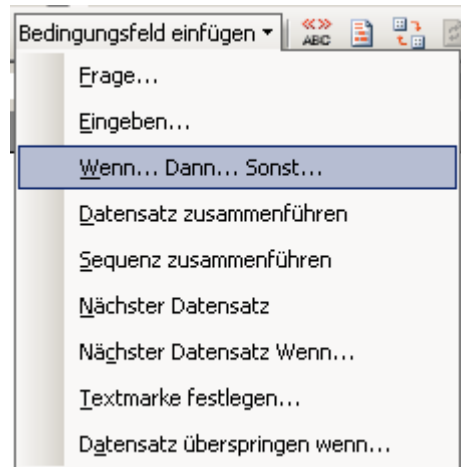 Bedingungsfeld einfügen
«» ABC
Frage...
Eingeben...
Wenn... Dann... Sonst...
Datensatz zusammenführen
Sequenz zusammenführen
Nächster Datensatz
Nächster Datensatz Wenn...
Textmarke festlegen...
Datensatz überspringen wenn...